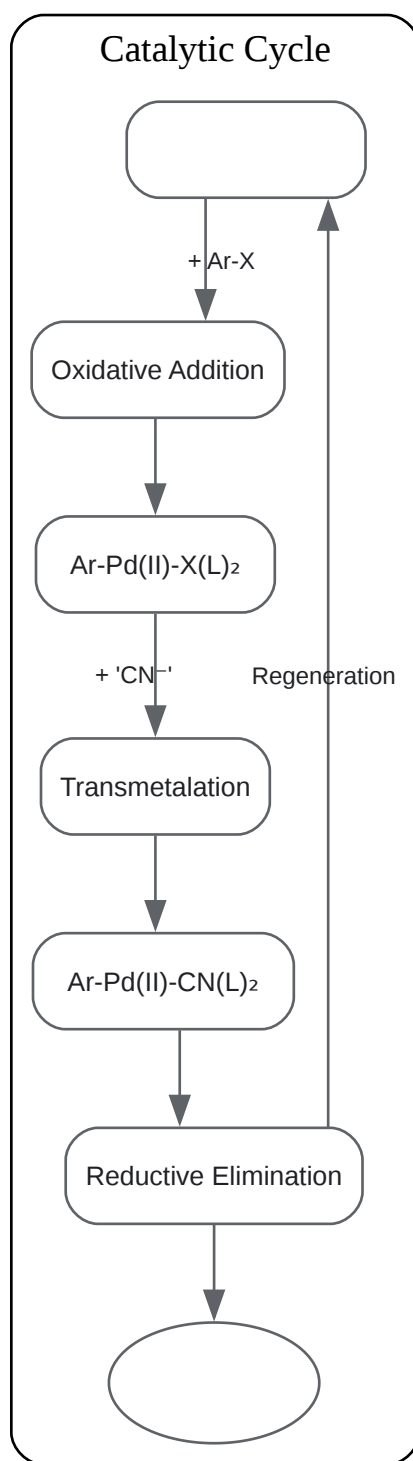 Catalytic Cycle
+ Ar-X
Oxidative Addition
Ar-Pd(II)-X(L)₂
+ 'CN⁻'
Regeneration
Transmetalation
Ar-Pd(II)-CN(L)₂
Reductive Elimination